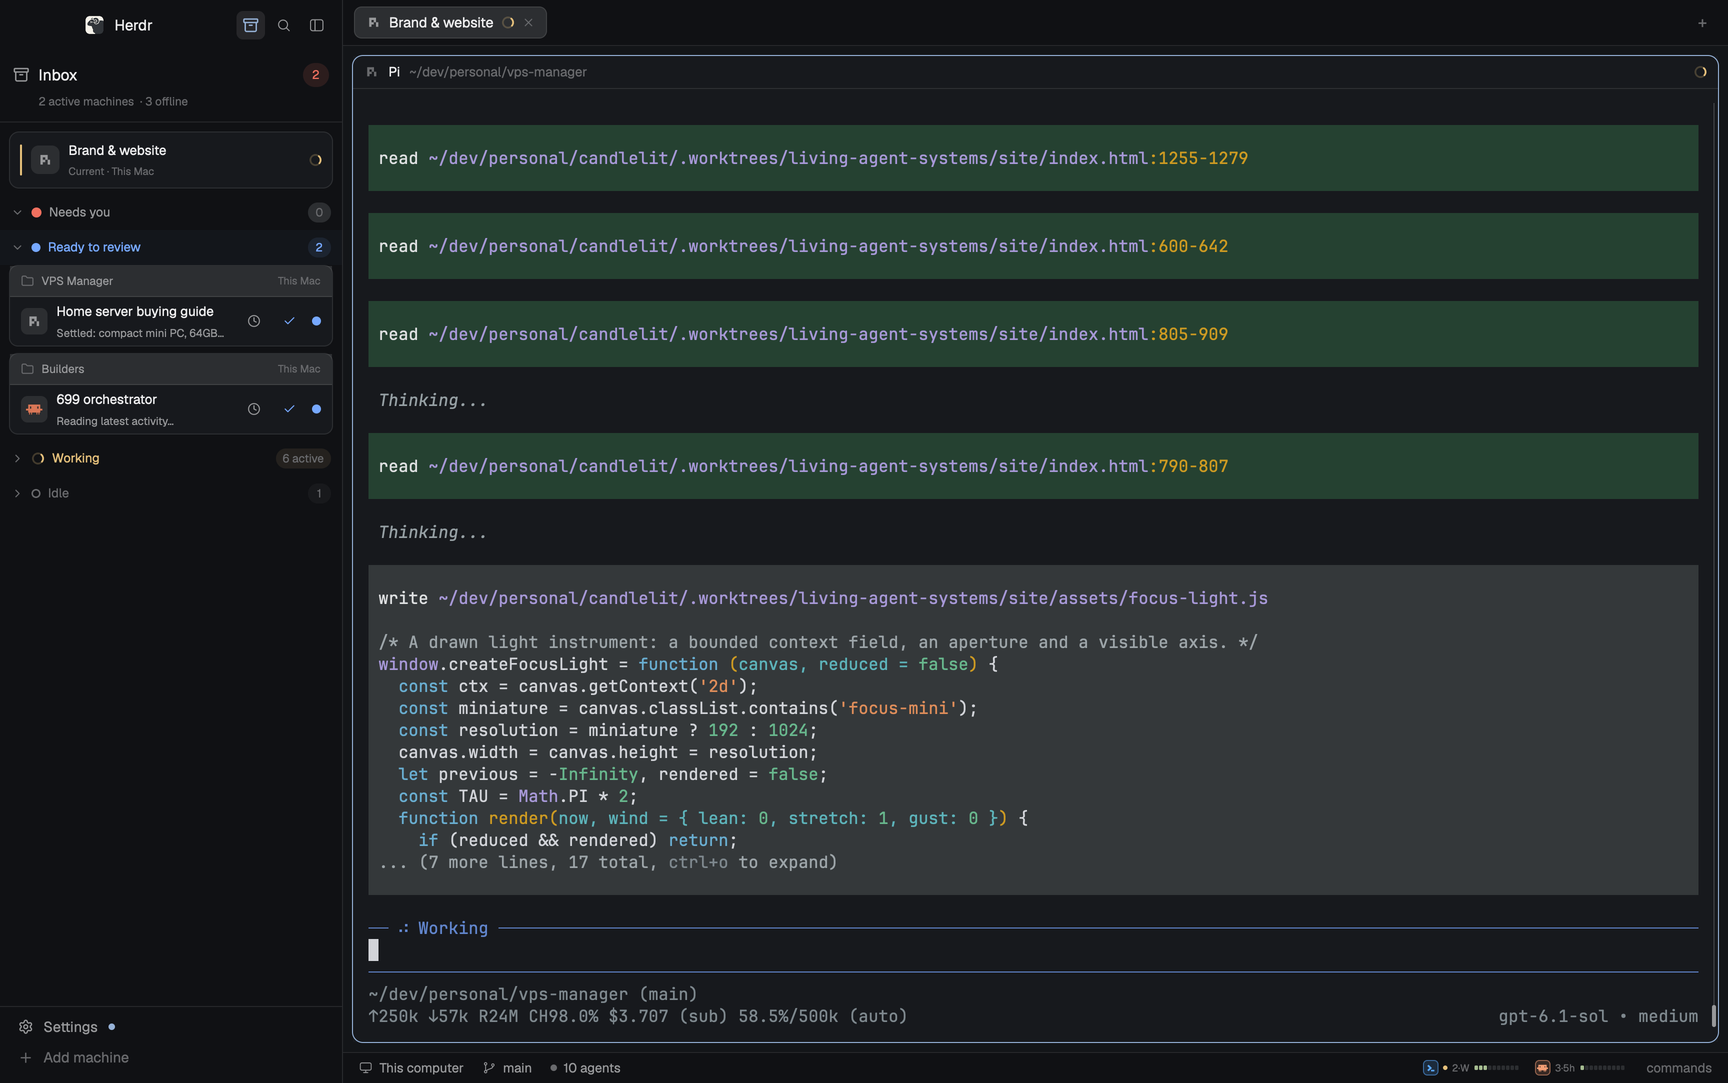 Herdr
Inbox
2
2 active machines · 3 offline
Brand & website
Current · This Mac
Needs you
0
Ready to review
2
VPS Manager
This Mac
Home server buying guide
Settled: compact mini PC, 64GB...
Builders
This Mac
699 orchestrator
Reading latest activity...
Working
6 active
Idle
1
Settings
+ Add machine
Brand & website
Pi ~/dev/personal/vps-manager
read ~/dev/personal/candlelit/.worktrees/living-agent-systems/site/index.html:1255-1279
read ~/dev/personal/candlelit/.worktrees/living-agent-systems/site/index.html:600-642
read ~/dev/personal/candlelit/.worktrees/living-agent-systems/site/index.html:805-909
Thinking...
read ~/dev/personal/candlelit/.worktrees/living-agent-systems/site/index.html:790-807
Thinking...
write ~/dev/personal/candlelit/.worktrees/living-agent-systems/site/assets/focus-light.js
/* A drawn light instrument: a bounded context field, an aperture and a visible axis. */
window.createFocusLight = function (canvas, reduced = false) {
  const ctx = canvas.getContext('2d');
  const miniature = canvas.classList.contains('focus-mini');
  const resolution = miniature ? 192 : 1024;
  canvas.width = canvas.height = resolution;
  let previous = -Infinity, rendered = false;
  const TAU = Math.PI * 2;
  function render(now, wind = { lean: 0, stretch: 1, gust: 0 }) {
    if (reduced && rendered) return;
... (7 more lines, 17 total, ctrl+o to expand)
Working
~/dev/personal/vps-manager (main)
↑250k ↓57k R24M CH98.0% $3.707 (sub) 58.5%/500k (auto)
gpt-6.1-sol • medium
This computer
main
10 agents
2·W
3·5h
commands